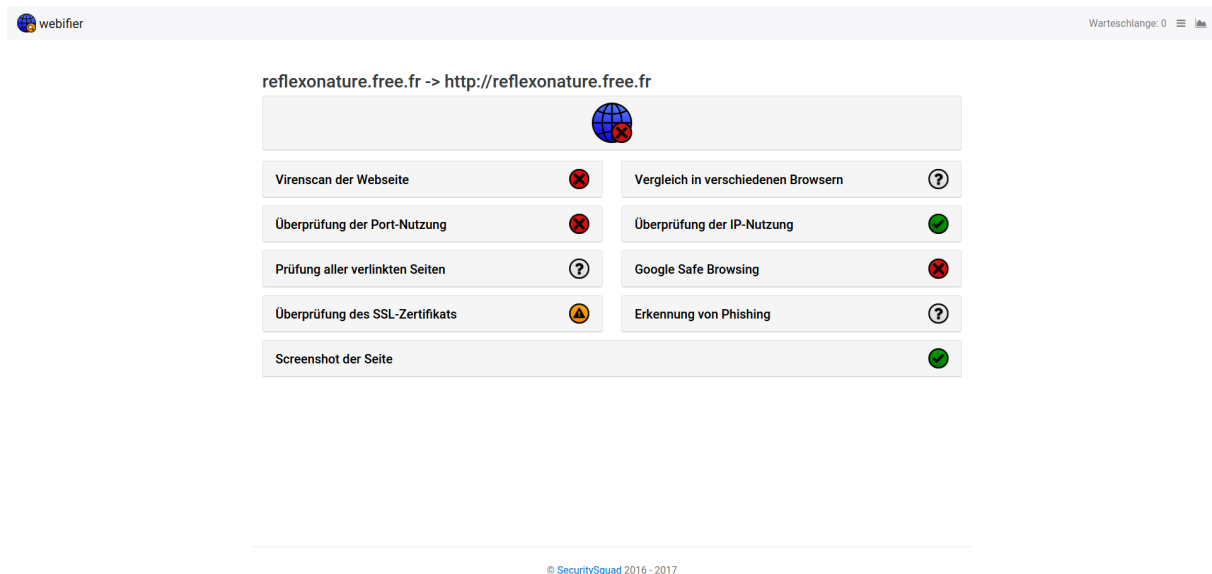 webifier
Warteschlange: 0
reflexonature.free.fr -> http://reflexonature.free.fr
Virenscan der Webseite
Vergleich in verschiedenen Browsern
Überprüfung der Port-Nutzung
Überprüfung der IP-Nutzung
Prüfung aller verlinkten Seiten
Google Safe Browsing
Überprüfung des SSL-Zertifikats
Erkennung von Phishing
Screenshot der Seite
© SecuritySquad 2016 - 2017